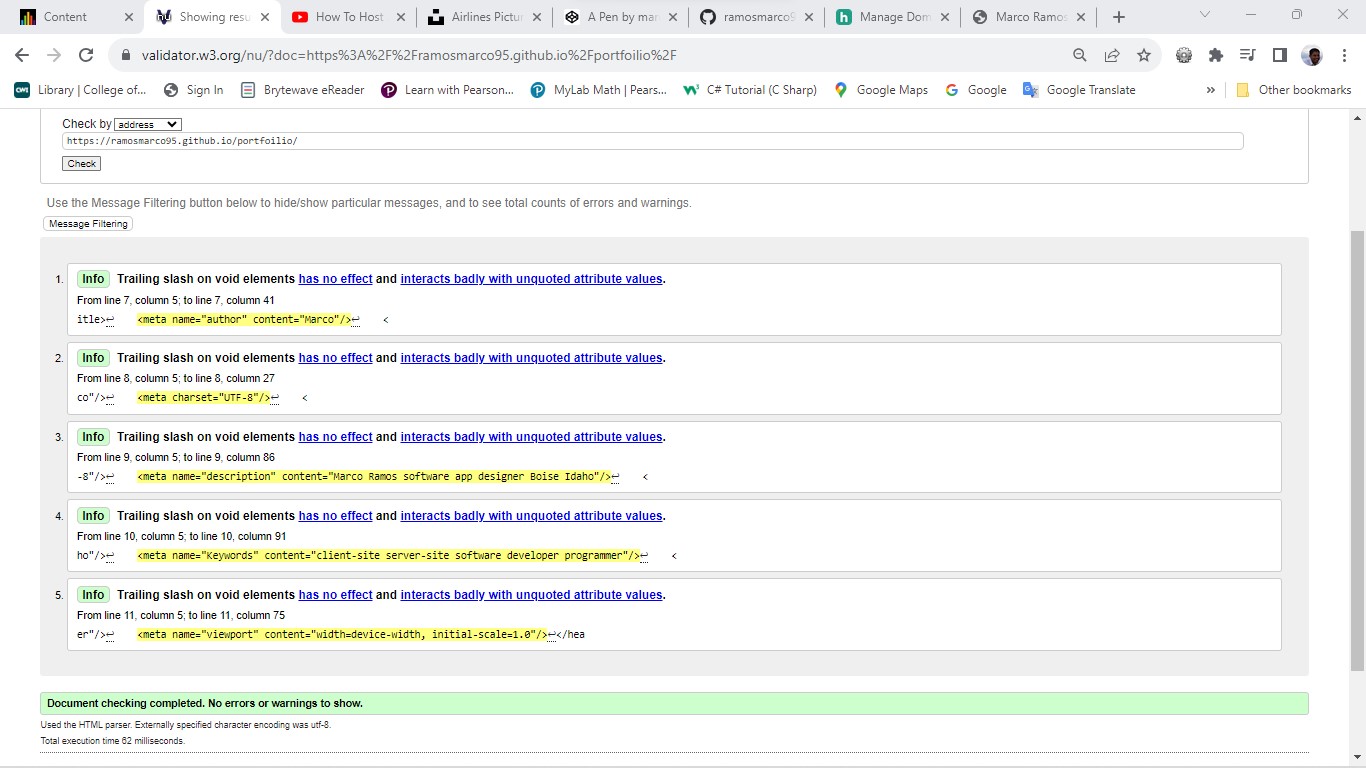 Content
Showing resu
How To Host
Airlines Pictu
A Pen by mar
ramosmarco9
Manage Dom
Marco Ramos
validator.w3.org/nu/?doc=https%3A%2F%2Framosmarco95.github.io%2Fportfoilio%2F
CWI Library | College of...
Sign In
Brytewave eReader
Learn with Pearson...
MyLab Math | Pears...
C# Tutorial (C Sharp)
Google Maps
Google
Google Translate
»
Other bookmarks
Check by address
https://ramosmarco95.github.io/portfoilio/
Check
Use the Message Filtering button below to hide/show particular messages, and to see total counts of errors and warnings.
Message Filtering
1. Info Trailing slash on void elements has no effect and interacts badly with unquoted attribute values.
From line 7, column 5; to line 7, column 41
itle>↩ <meta name="author" content="Marco"/>↩ <
2. Info Trailing slash on void elements has no effect and interacts badly with unquoted attribute values.
From line 8, column 5; to line 8, column 27
co"/>↩ <meta charset="UTF-8"/>↩ <
3. Info Trailing slash on void elements has no effect and interacts badly with unquoted attribute values.
From line 9, column 5; to line 9, column 86
-8"/>↩ <meta name="description" content="Marco Ramos software app designer Boise Idaho"/>↩ <
4. Info Trailing slash on void elements has no effect and interacts badly with unquoted attribute values.
From line 10, column 5; to line 10, column 91
ho"/>↩ <meta name="Keywords" content="client-site server-site software developer programmer"/>↩ <
5. Info Trailing slash on void elements has no effect and interacts badly with unquoted attribute values.
From line 11, column 5; to line 11, column 75
er"/>↩ <meta name="viewport" content="width=device-width, initial-scale=1.0"/>↩</hea
Document checking completed. No errors or warnings to show.
Used the HTML parser. Externally specified character encoding was utf-8.
Total execution time 62 milliseconds.